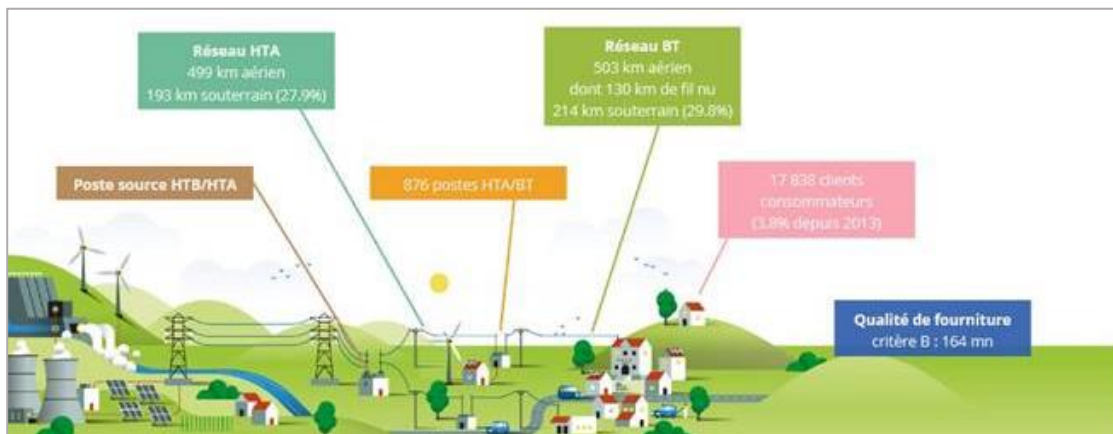 Réseau HTA
499 km aérien
193 km souterrain (27.9%)
Réseau BT
503 km aérien
dont 130 km de fil nu
214 km souterrain (29.8%)
Poste source HTB/HTA
876 postes HTA/BT
17 838 clients
consommateurs
(3,8% depuis 2013)
Qualité de fourniture
critère B : 164 mn